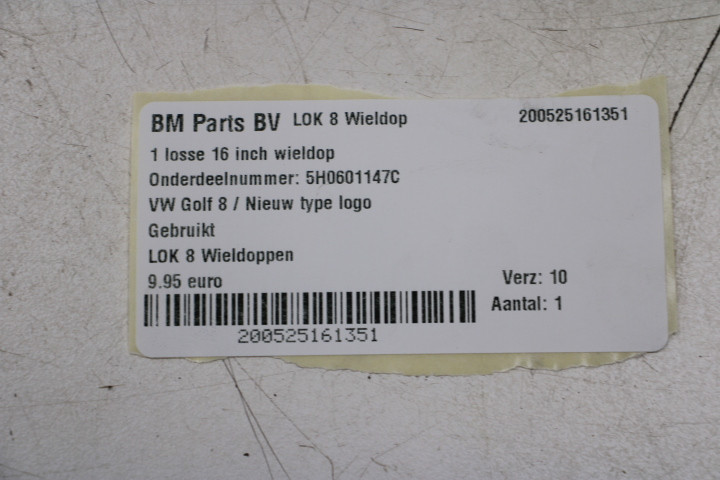 BM Parts BV LOK 8 Wieldop 200525161351
1 losse 16 inch wieldop
Onderdeelnummer: 5H0601147C
VW Golf 8 / Nieuw type logo
Gebruikt
LOK 8 Wieldoppen
9.95 euro Verz: 10
Aantal: 1
200525161351